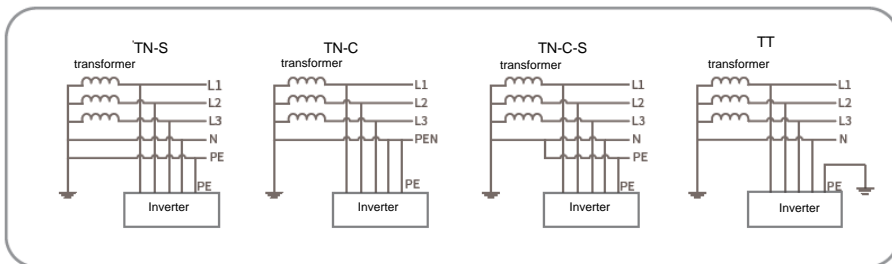 TN-S
transformer
L1
L2
L3
N
PE
PE
Inverter
TN-C
transformer
L1
L2
L3
PEN
PE
Inverter
TN-C-S
transformer
L1
L2
L3
N
PE
PE
Inverter
TT
transformer
L1
L2
L3
N
PE
Inverter